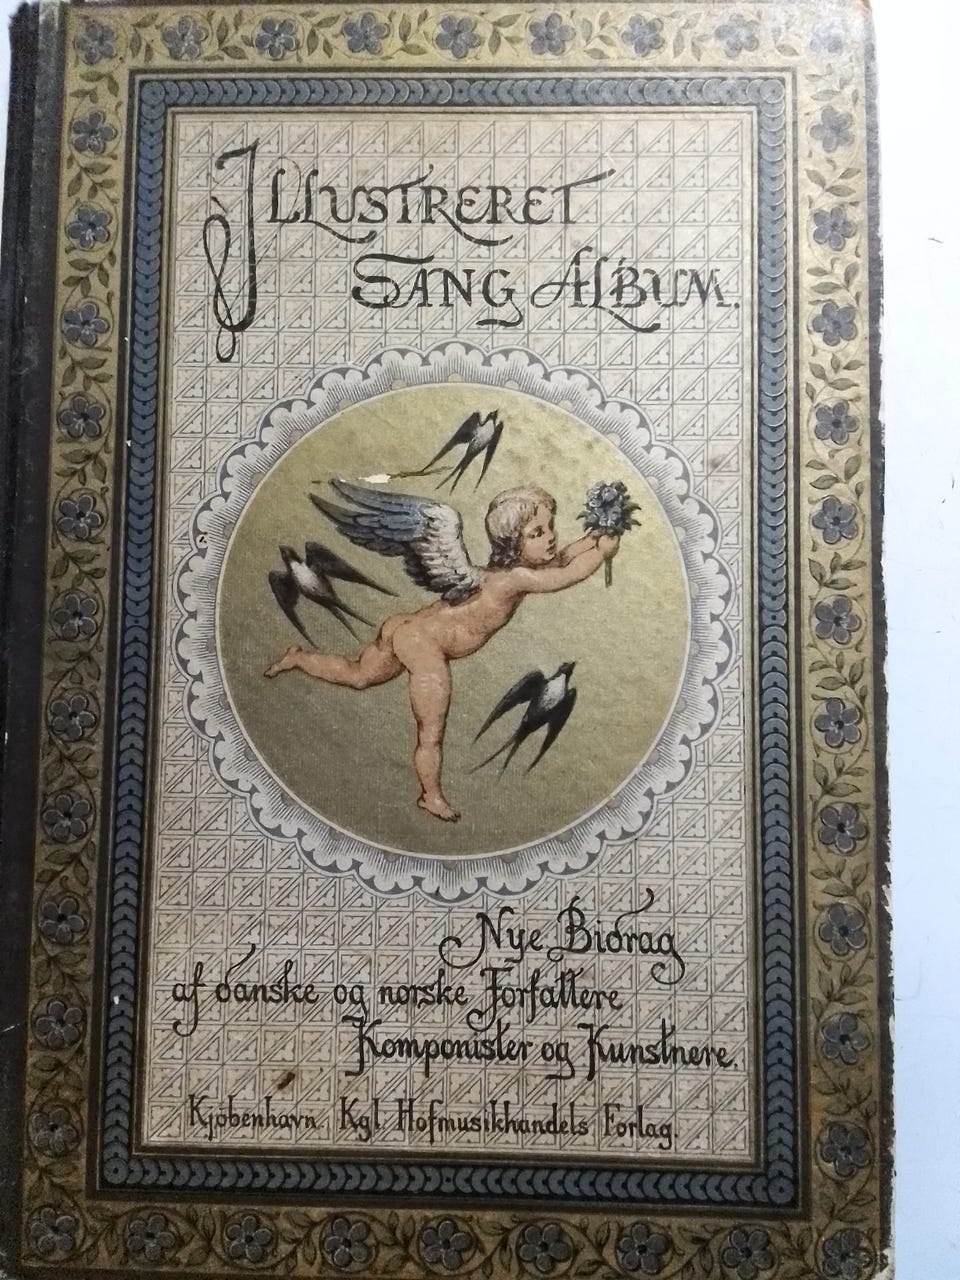 Illustreret
Sang Album.
Nye Bidrag
af danske og norske Forfattere
Komponister og Kunstnere.
Kjøbenhavn. Kgl. Hofmusikhandels Forlag.